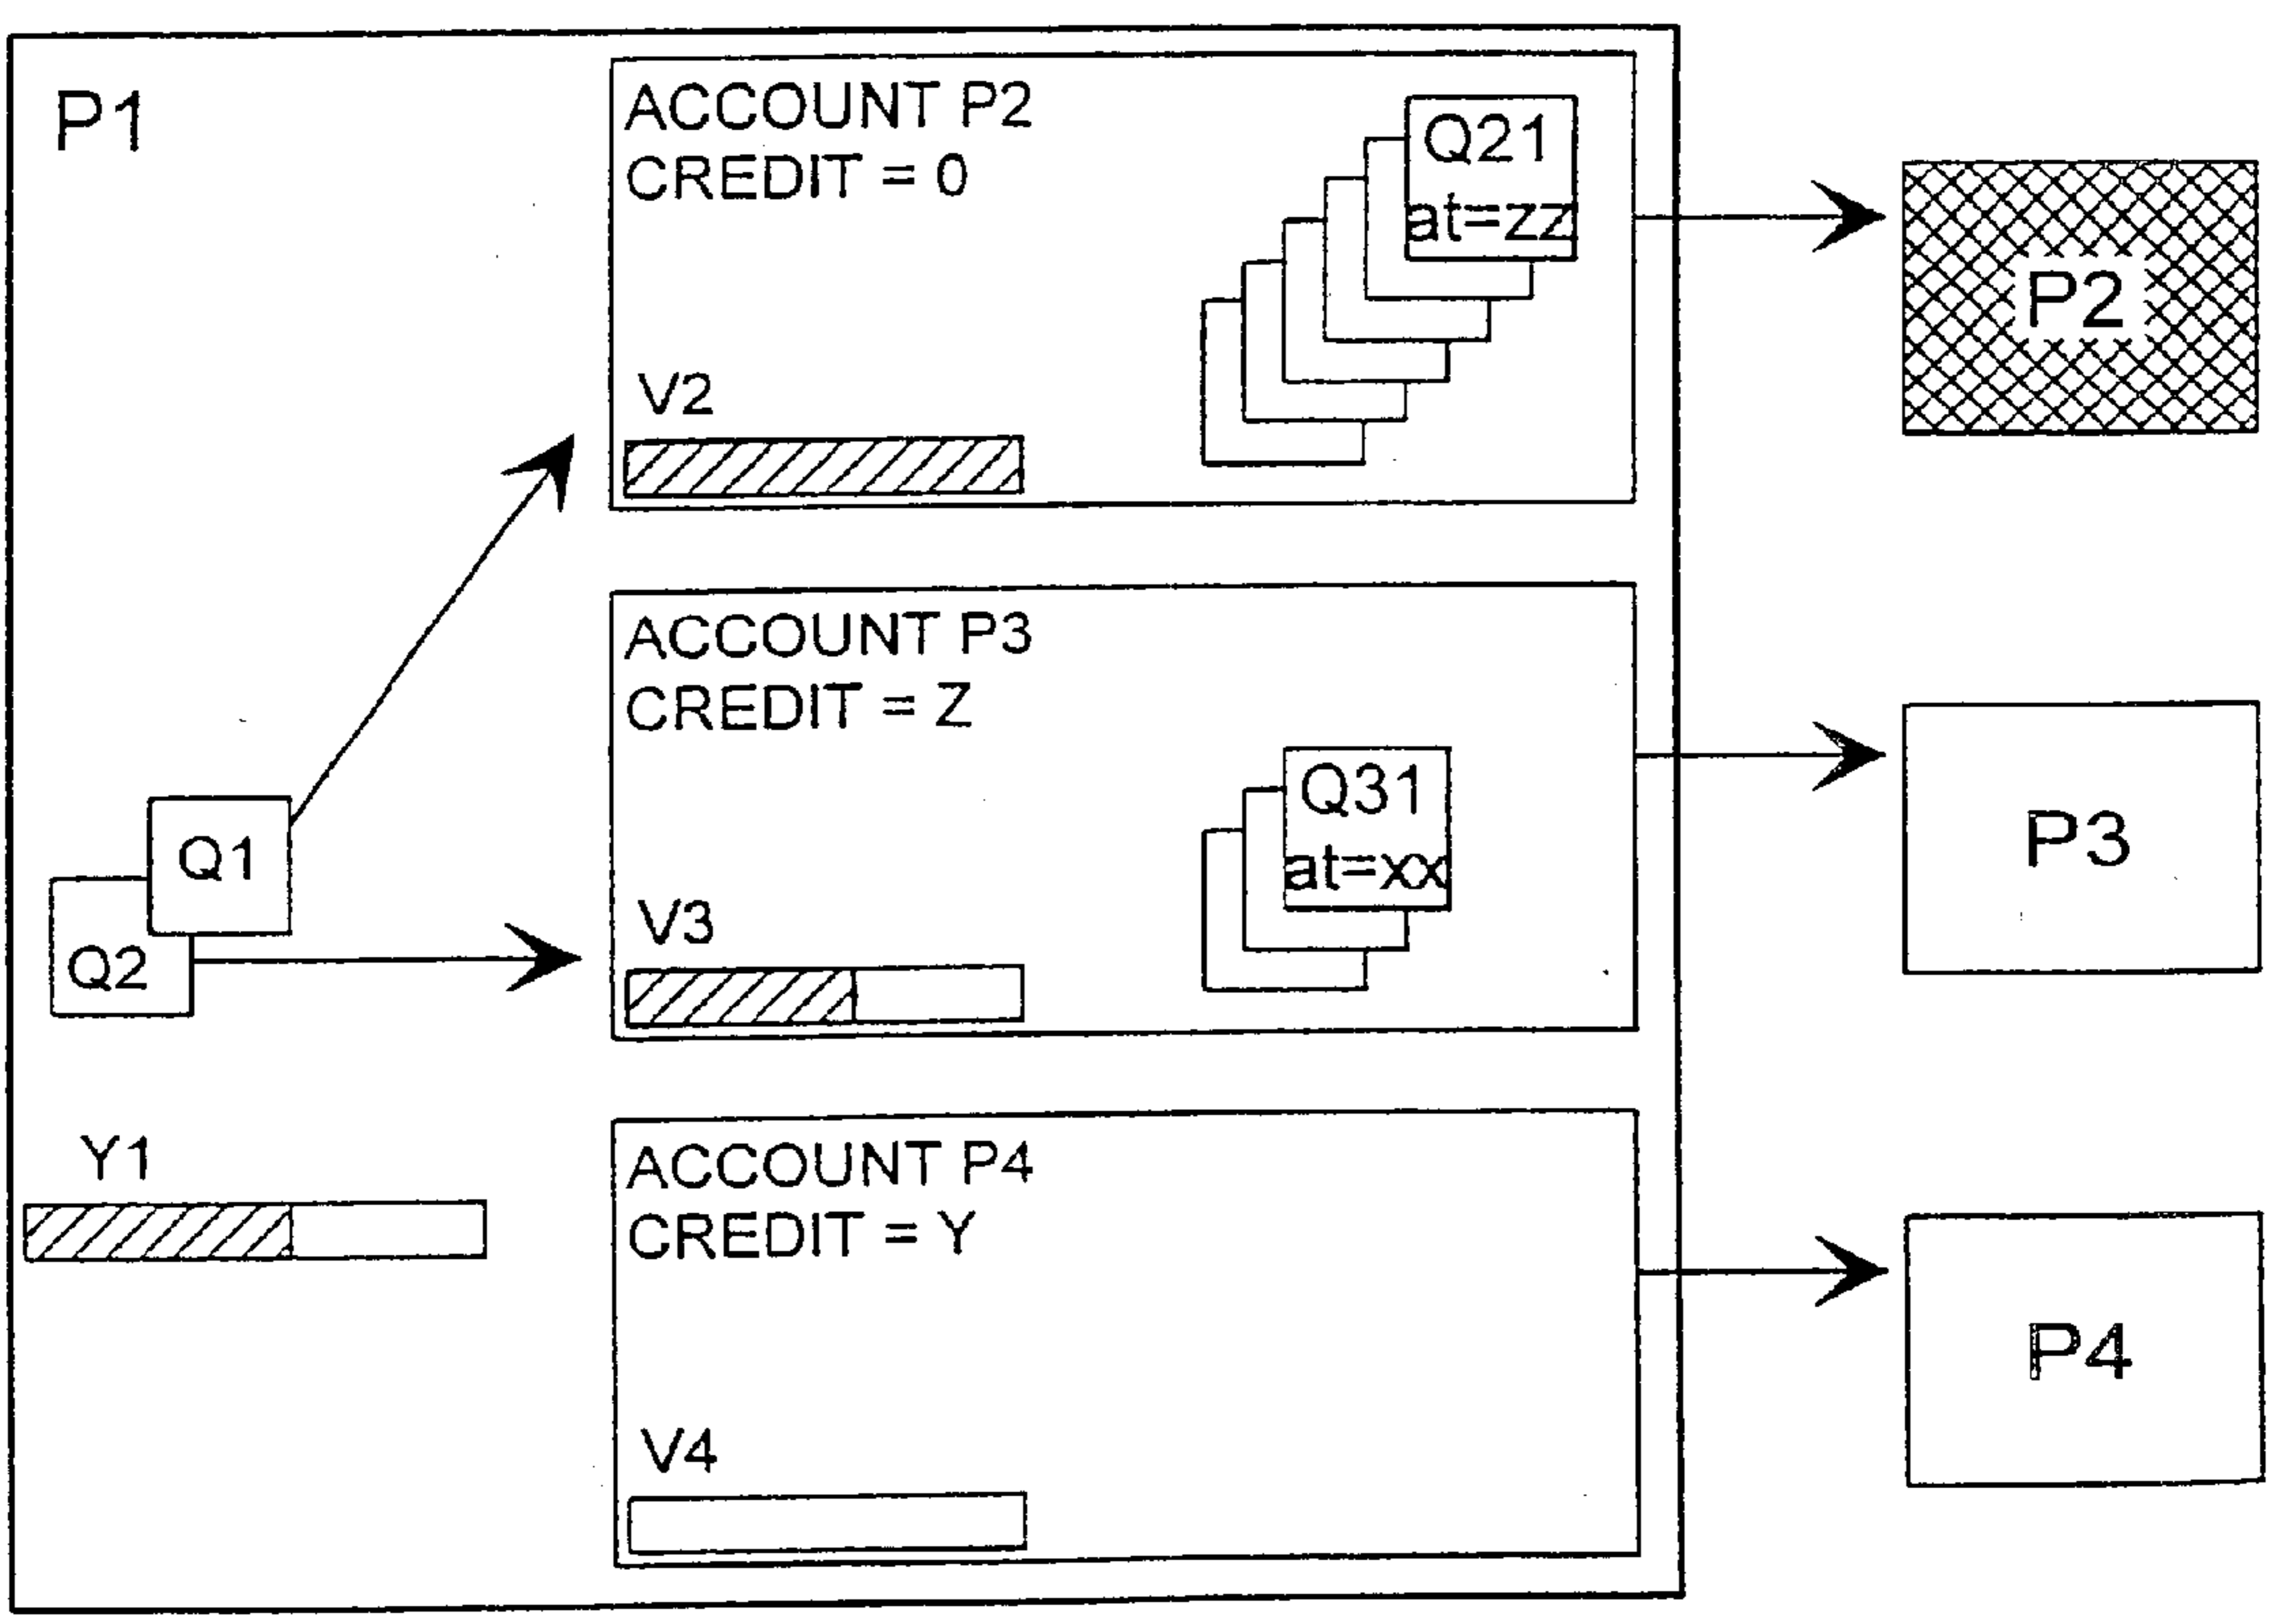 P1
ACCOUNT P2
CREDIT = 0
Q21
at=zz
V2
P2
ACCOUNT P3
CREDIT = Z
Q31
at=xx
V3
P3
Q1
Q2
Y1
ACCOUNT P4
CREDIT = Y
V4
P4